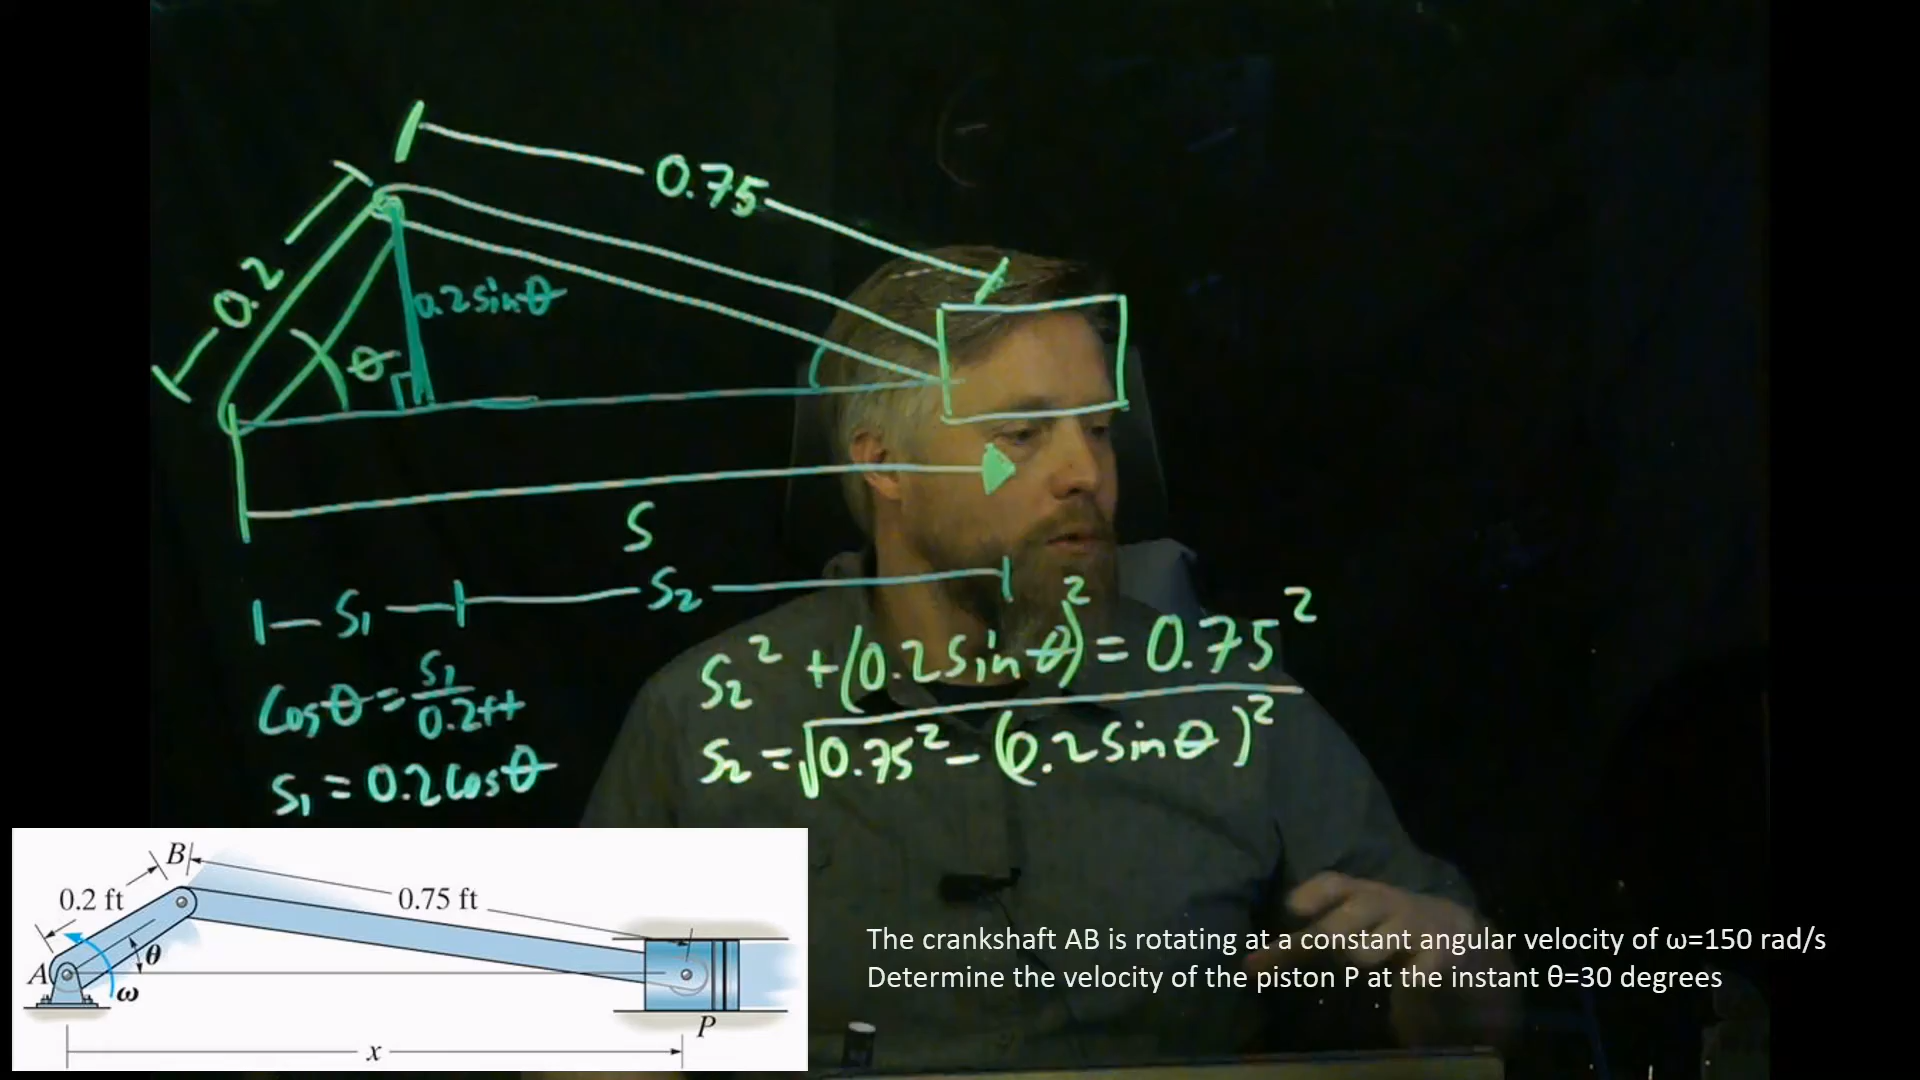 0.75
0.2
0.2sinθ
θ
S
S₁
S₂
cosθ = S₁/0.2ft
S₁ = 0.2cosθ
S₂² + (0.2sinθ)² = 0.75²
S₂ = √0.75² - (0.2sinθ)²
B
0.2 ft
0.75 ft
θ
A
ω
P
x
The crankshaft AB is rotating at a constant angular velocity of ω=150 rad/s
Determine the velocity of the piston P at the instant θ=30 degrees